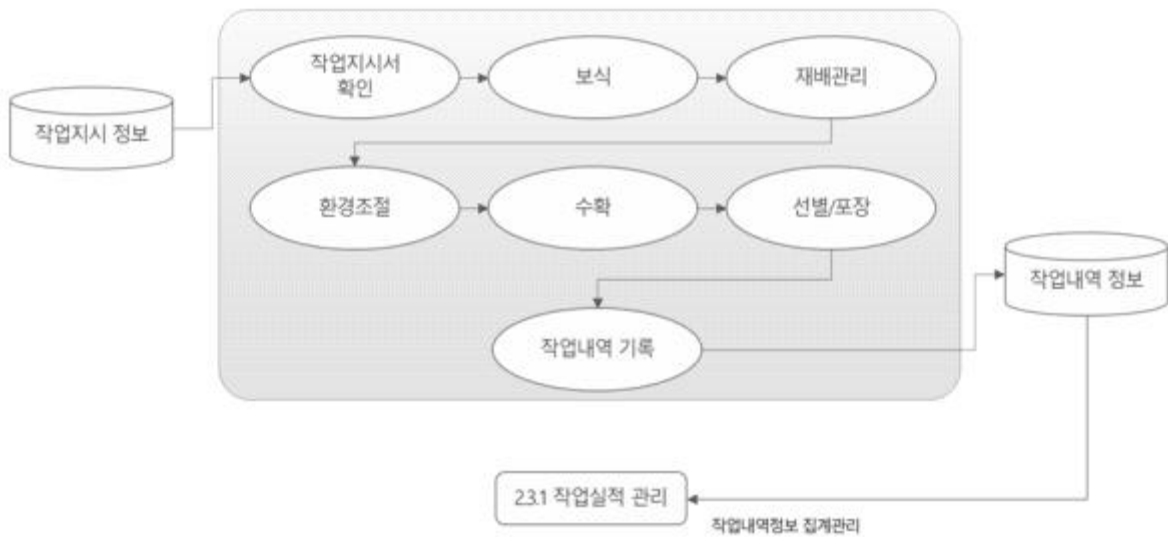 작업지시 정보
작업지시서
확인
보식
재배관리
환경조절
수확
선별/포장
작업내역 기록
작업내역 정보
2.3.1 작업실적 관리
작업내역정보 집계관리